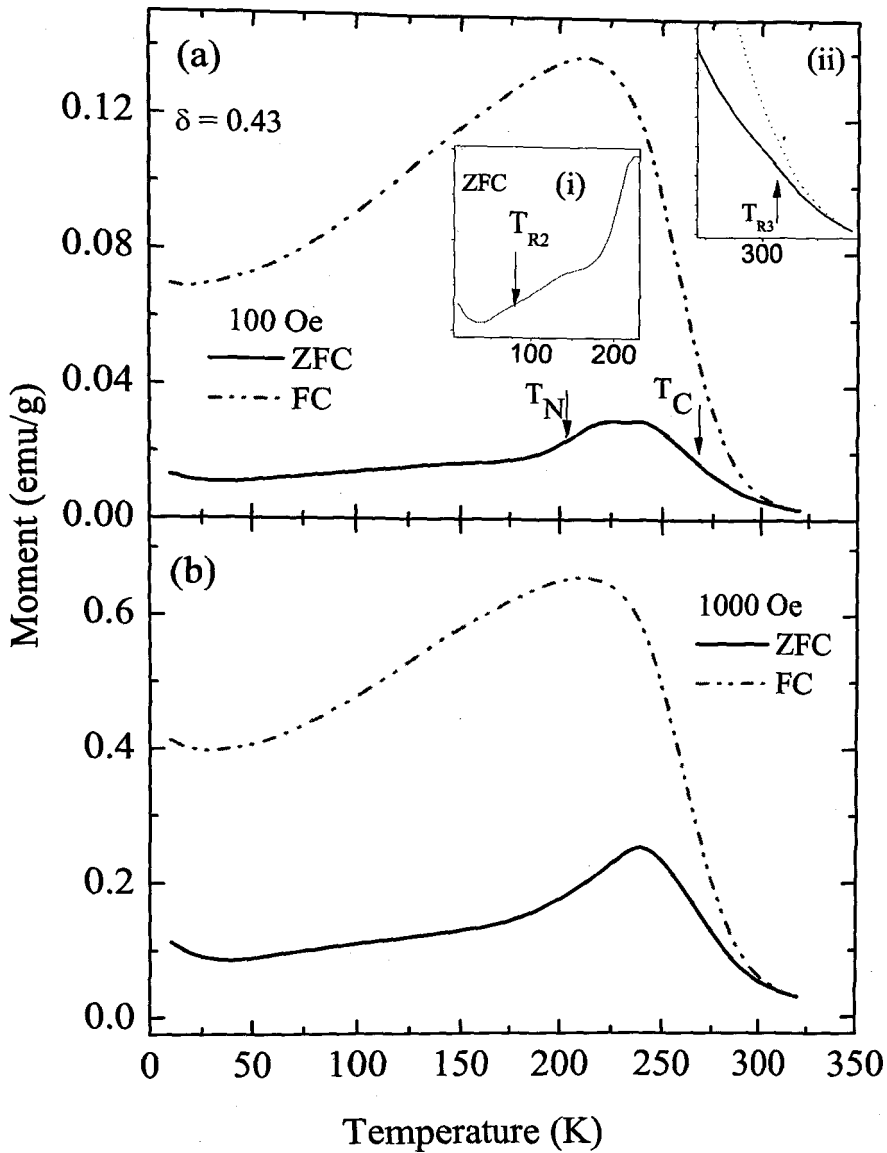 (a)
δ = 0.43
0.12
0.08
0.04
0.00
Moment (emu/g)
100 Oe
ZFC
FC
ZFC
(i)
T_R2
100 200
(ii)
T_R3
300
T_N
T_C
(b)
0.6
0.4
0.2
0.0
1000 Oe
ZFC
FC
0 50 100 150 200 250 300 350
Temperature (K)